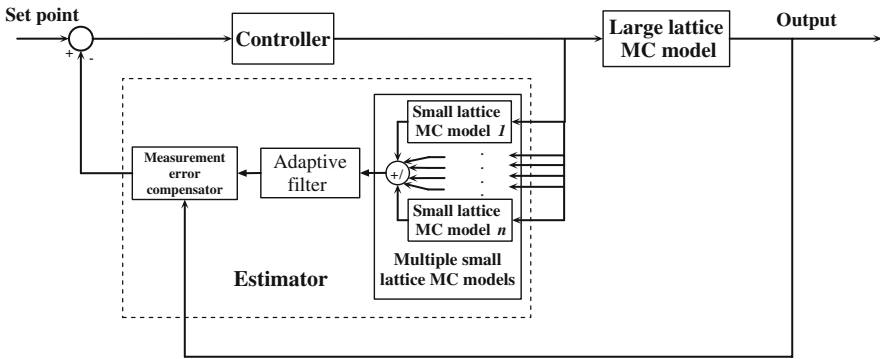 Set point
+
-
Controller
Large lattice
MC model
Output
Small lattice
MC model 1
+/
Small lattice
MC model n
Multiple small
lattice MC models
Adaptive
filter
Measurement
error
compensator
Estimator